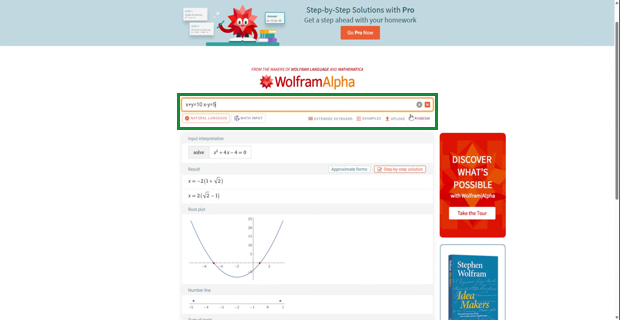 Step-by-Step Solutions with Pro
Get a step ahead with your homework
Go Pro Now
FROM THE MAKERS OF WOLFRAM LANGUAGE AND MATHEMATICA
WolframAlpha
x+y=10 x-y=5
NATURAL LANGUAGE
MATH INPUT
EXTENDED KEYBOARD
EXAMPLES
UPLOAD
RANDOM
Input interpretation
solve x² + 4x - 4 = 0
Result
Approximate forms
Step-by-step solution
x = -2(1 + √2)
x = 2(√2 - 1)
Root plot
Number line
DISCOVER
WHAT'S
POSSIBLE
with Wolfram|Alpha
Take the Tour
Stephen
Wolfram
Idea
Makers